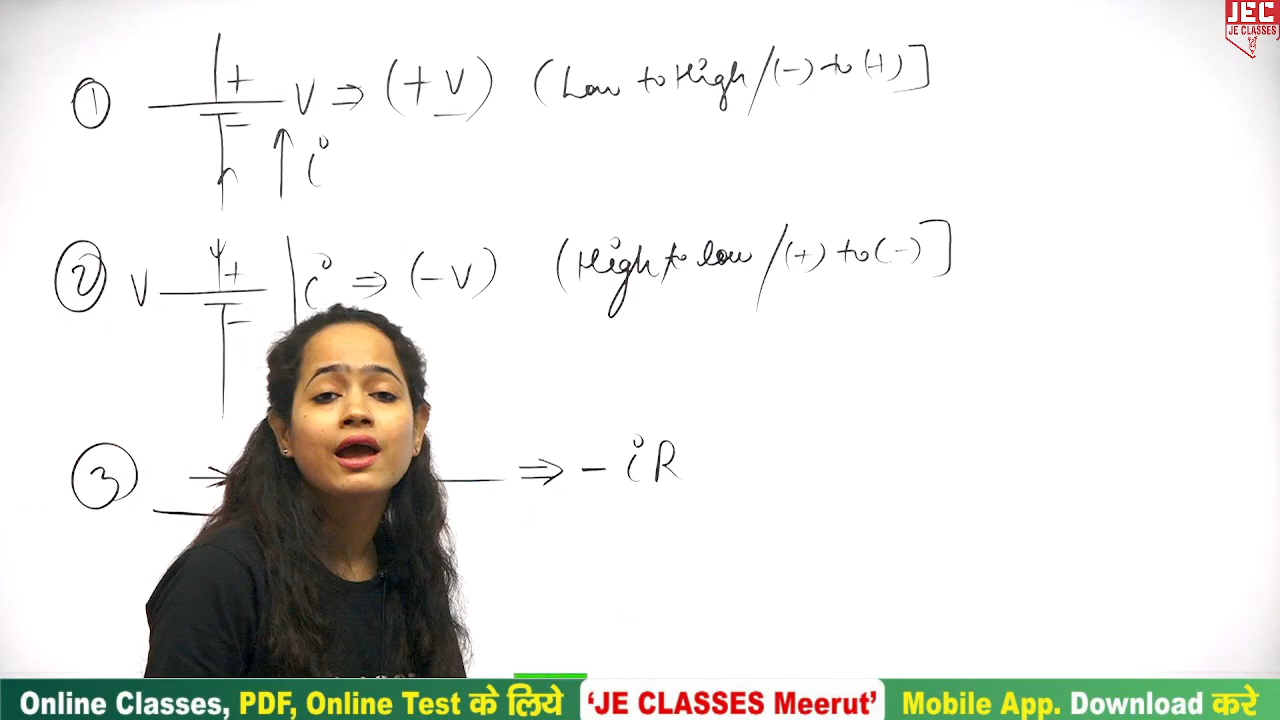 JEC
JE CLASSES
① + − V ⇒ (+V) (Low to High/(−) to (+)]
↑ i
② V + − i ⇒ (−V) (High to low/(+) to (−)]
③ → ⇒ − i R
Online Classes, PDF, Online Test के लिये 'JE CLASSES Meerut' Mobile App. Download करे